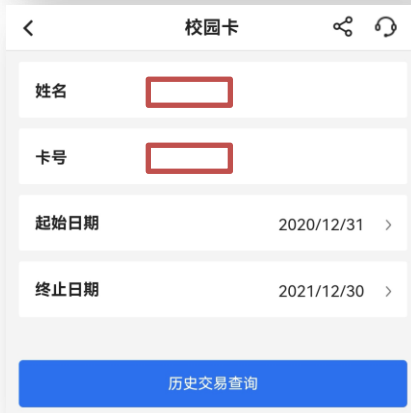 校园卡
姓名
卡号
起始日期 2020/12/31
终止日期 2021/12/30
历史交易查询